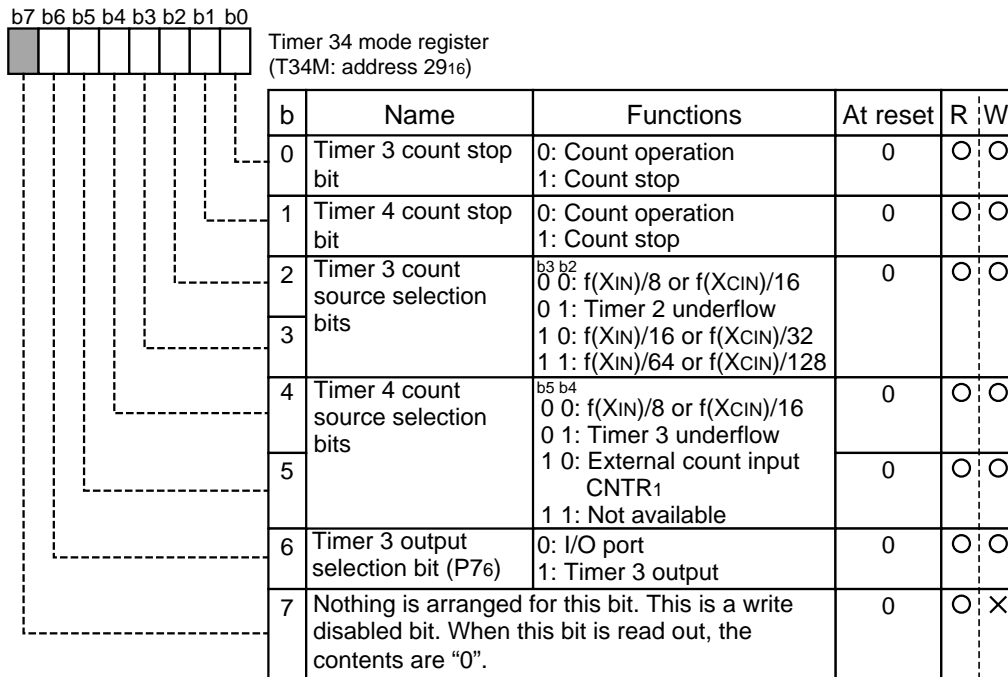 b7 b6 b5 b4 b3 b2 b1 b0
Timer 34 mode register
(T34M: address 2916)
b Name Functions At reset R W
0 Timer 3 count stop bit 0: Count operation 0 O O
1: Count stop
1 Timer 4 count stop bit 0: Count operation 0 O O
1: Count stop
2 Timer 3 count b3 b2 0 O O
source selection 0 0: f(XIN)/8 or f(XCIN)/16
bits 0 1: Timer 2 underflow
3 1 0: f(XIN)/16 or f(XCIN)/32
1 1: f(XIN)/64 or f(XCIN)/128
4 Timer 4 count b5 b4 0 O O
source selection 0 0: f(XIN)/8 or f(XCIN)/16
bits 0 1: Timer 3 underflow
5 1 0: External count input 0 O O
CNTR1
1 1: Not available
6 Timer 3 output 0: I/O port 0 O O
selection bit (P76) 1: Timer 3 output
7 Nothing is arranged for this bit. This is a write 0 O ×
disabled bit. When this bit is read out, the
contents are “0”.